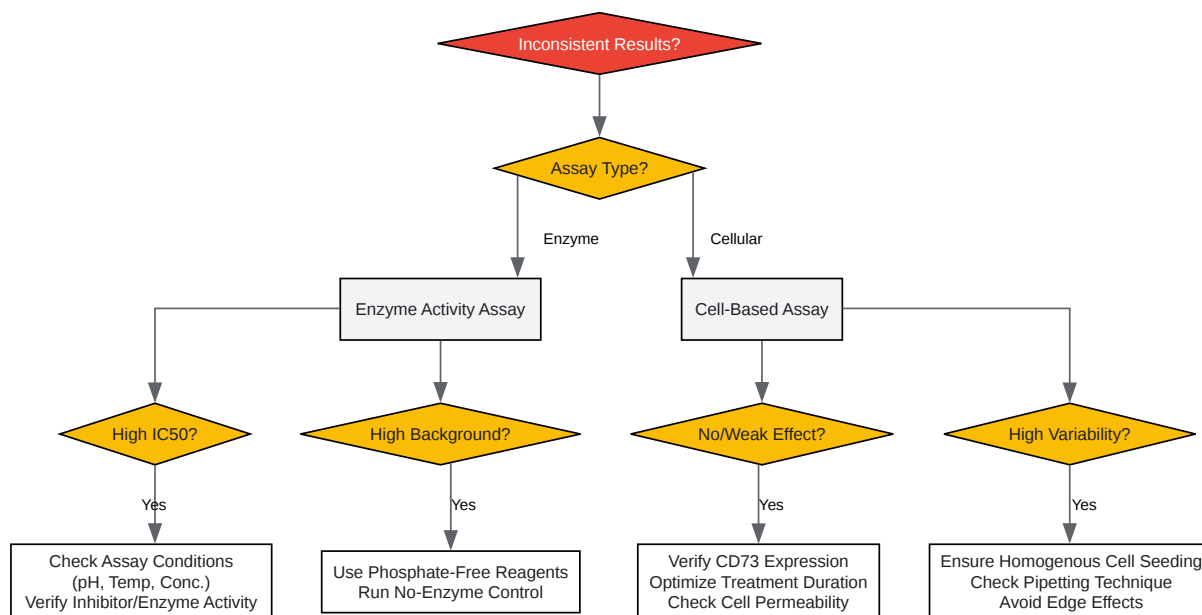 Inconsistent Results?
Assay Type?
Enzyme
Cellular
Enzyme Activity Assay
Cell-Based Assay
High IC50?
High Background?
No/Weak Effect?
High Variability?
Yes
Yes
Yes
Yes
Check Assay Conditions
(pH, Temp, Conc.)
Verify Inhibitor/Enzyme Activity
Use Phosphate-Free Reagents
Run No-Enzyme Control
Verify CD73 Expression
Optimize Treatment Duration
Check Cell Permeability
Ensure Homogenous Cell Seeding
Check Pipetting Technique
Avoid Edge Effects